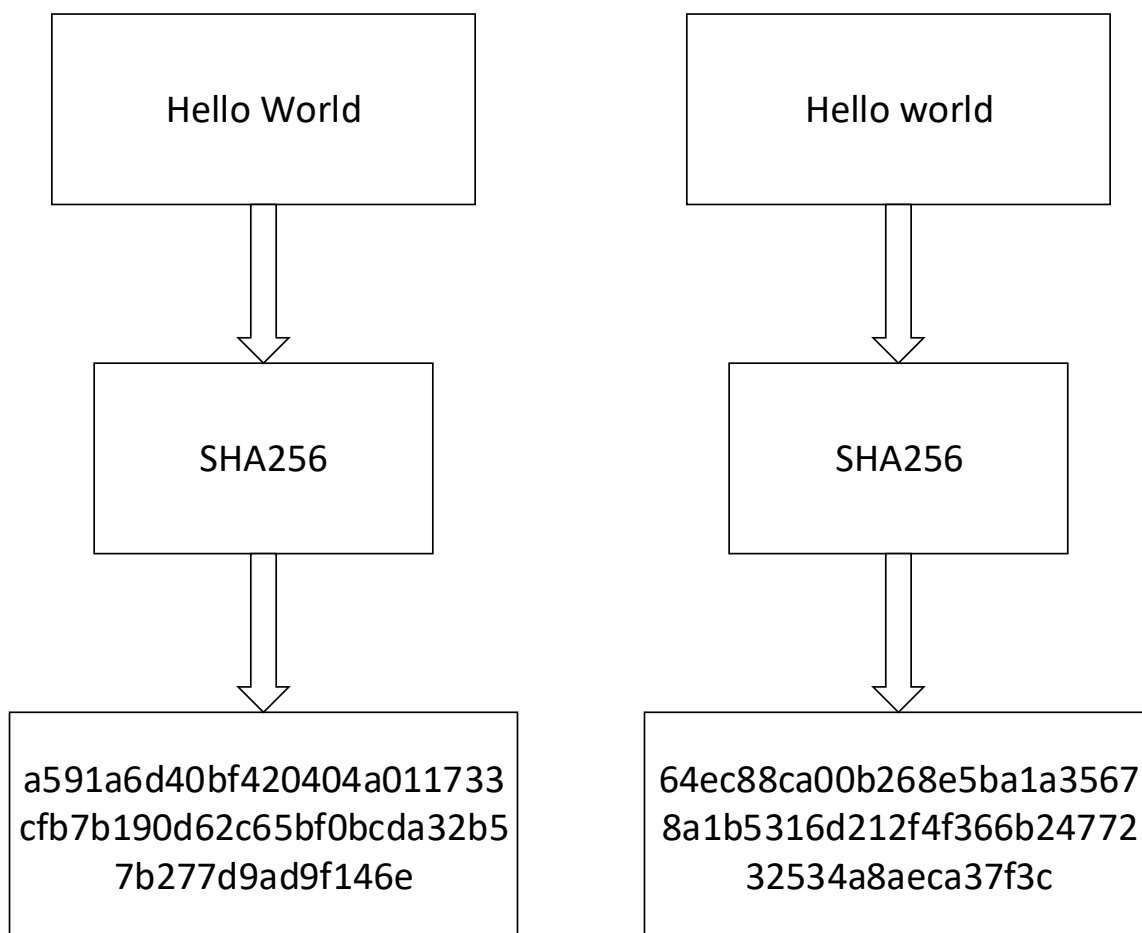 Hello World
Hello world
SHA256
SHA256
a591a6d40bf420404a011733
cfb7b190d62c65bf0bcda32b5
7b277d9ad9f146e
64ec88ca00b268e5ba1a3567
8a1b5316d212f4f366b24772
32534a8aeca37f3c